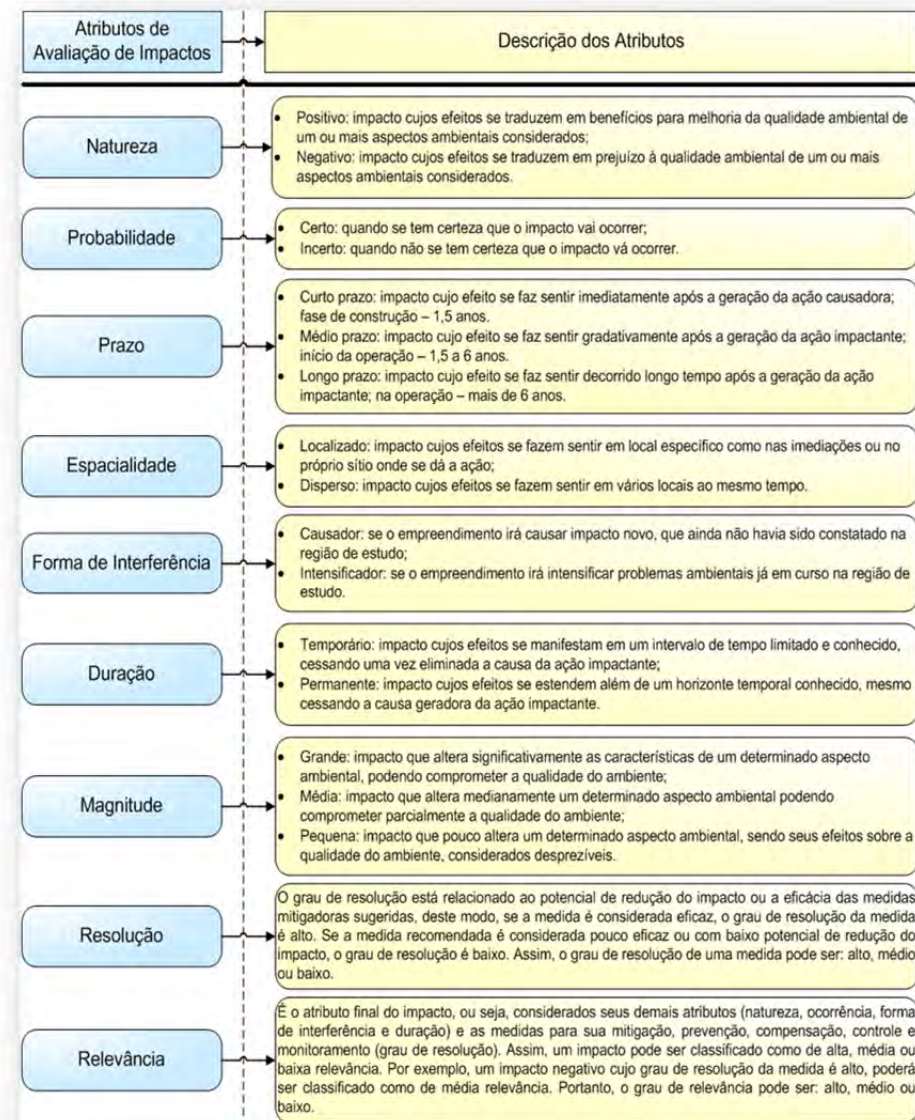 Atributos de
Avaliação de Impactos
Descrição dos Atributos
Natureza
• Positivo: impacto cujos efeitos se traduzem em benefícios para melhoria da qualidade ambiental de
um ou mais aspectos ambientais considerados;
• Negativo: impacto cujos efeitos se traduzem em prejuízo à qualidade ambiental de um ou mais
aspectos ambientais considerados.
Probabilidade
• Certo: quando se tem certeza que o impacto vai ocorrer;
• Incerto: quando não se tem certeza que o impacto vá ocorrer.
Prazo
• Curto prazo: impacto cujo efeito se faz sentir imediatamente após a geração da ação causadora;
fase de construção – 1,5 anos.
• Médio prazo: impacto cujo efeito se faz sentir gradativamente após a geração da ação impactante;
início da operação – 1,5 a 6 anos.
• Longo prazo: impacto cujo efeito se faz sentir decorrido longo tempo após a geração da ação
impactante; na operação – mais de 6 anos.
Espacialidade
• Localizado: impacto cujos efeitos se fazem sentir em local específico como nas imediações ou no
próprio sítio onde se dá a ação;
• Disperso: impacto cujos efeitos se fazem sentir em vários locais ao mesmo tempo.
Forma de Interferência
• Causador: se o empreendimento irá causar impacto novo, que ainda não havia sido constatado na
região de estudo;
• Intensificador: se o empreendimento irá intensificar problemas ambientais já em curso na região de
estudo.
Duração
• Temporário: impacto cujos efeitos se manifestam em um intervalo de tempo limitado e conhecido,
cessando uma vez eliminada a causa da ação impactante;
• Permanente: impacto cujos efeitos se estendem além de um horizonte temporal conhecido, mesmo
cessando a causa geradora da ação impactante.
Magnitude
• Grande: impacto que altera significativamente as características de um determinado aspecto
ambiental, podendo comprometer a qualidade do ambiente;
• Média: impacto que altera medianamente um determinado aspecto ambiental podendo
comprometer parcialmente a qualidade do ambiente;
• Pequena: impacto que pouco altera um determinado aspecto ambiental, sendo seus efeitos sobre a
qualidade do ambiente, considerados desprezíveis.
Resolução
O grau de resolução está relacionado ao potencial de redução do impacto ou a eficácia das medidas
mitigadoras sugeridas, deste modo, se a medida é considerada eficaz, o grau de resolução da medida
é alto. Se a medida recomendada é considerada pouco eficaz ou com baixo potencial de redução do
impacto, o grau de resolução é baixo. Assim, o grau de resolução de uma medida pode ser: alto, médio
ou baixo.
Relevância
É o atributo final do impacto, ou seja, considerados seus demais atributos (natureza, ocorrência, forma
de interferência e duração) e as medidas para sua mitigação, prevenção, compensação, controle e
monitoramento (grau de resolução). Assim, um impacto pode ser classificado como de alta, média ou
baixa relevância. Por exemplo, um impacto negativo cujo grau de resolução da medida é alto, poderá
ser classificado como de média relevância. Portanto, o grau de relevância pode ser: alto, médio ou
baixo.